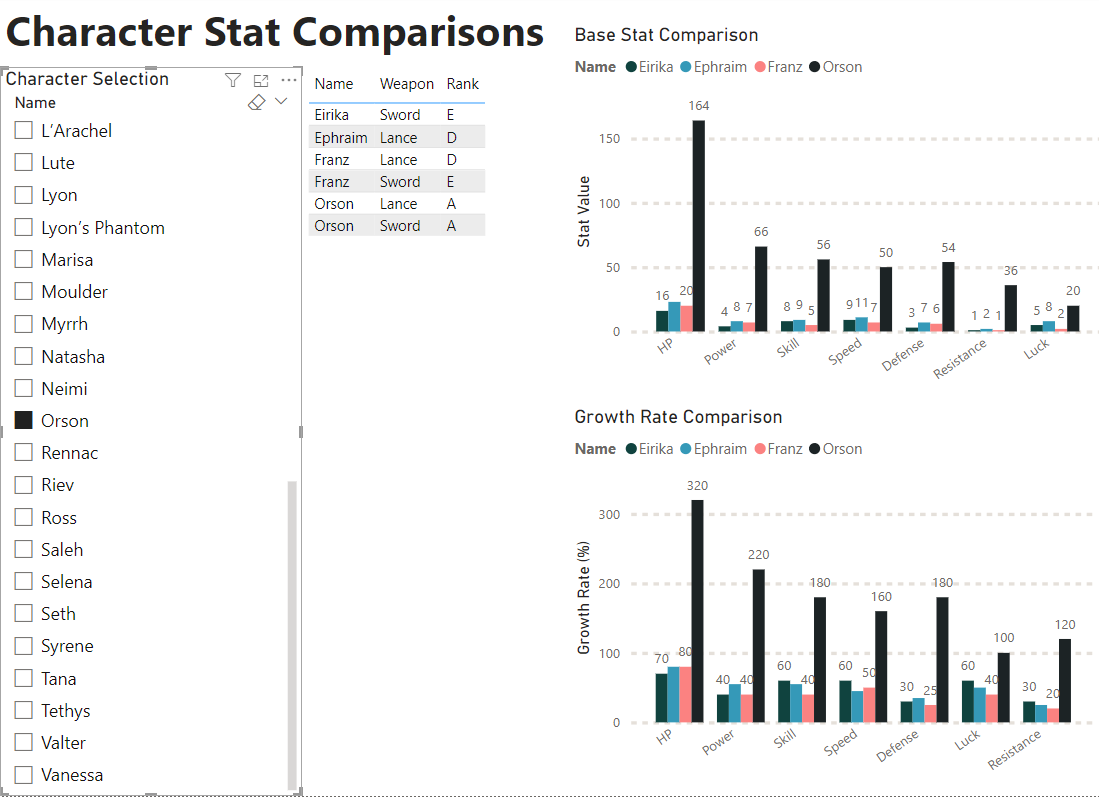 Character Stat Comparisons
Character Selection
Name
L’Arachel
Lute
Lyon
Lyon’s Phantom
Marisa
Moulder
Myrrh
Natasha
Neimi
Orson
Rennac
Riev
Ross
Saleh
Selena
Seth
Syrene
Tana
Tethys
Valter
Vanessa
Name Weapon Rank
Eirika Sword E
Ephraim Lance D
Franz Lance D
Franz Sword E
Orson Lance A
Orson Sword A
Base Stat Comparison
Name Eirika Ephraim Franz Orson
Stat Value
150
100
50
0
16 20 164
4 8 7 66
8 9 5 56
9 11 7 50
3 7 6 54
1 2 1 36
5 8 2 20
HP Power Skill Speed Defense Resistance Luck
Growth Rate Comparison
Name Eirika Ephraim Franz Orson
Growth Rate (%)
300
200
100
0
70 80 320
40 40 220
60 40 180
60 50 160
30 25 180
60 40 100
30 20 120
HP Power Skill Speed Defense Luck Resistance